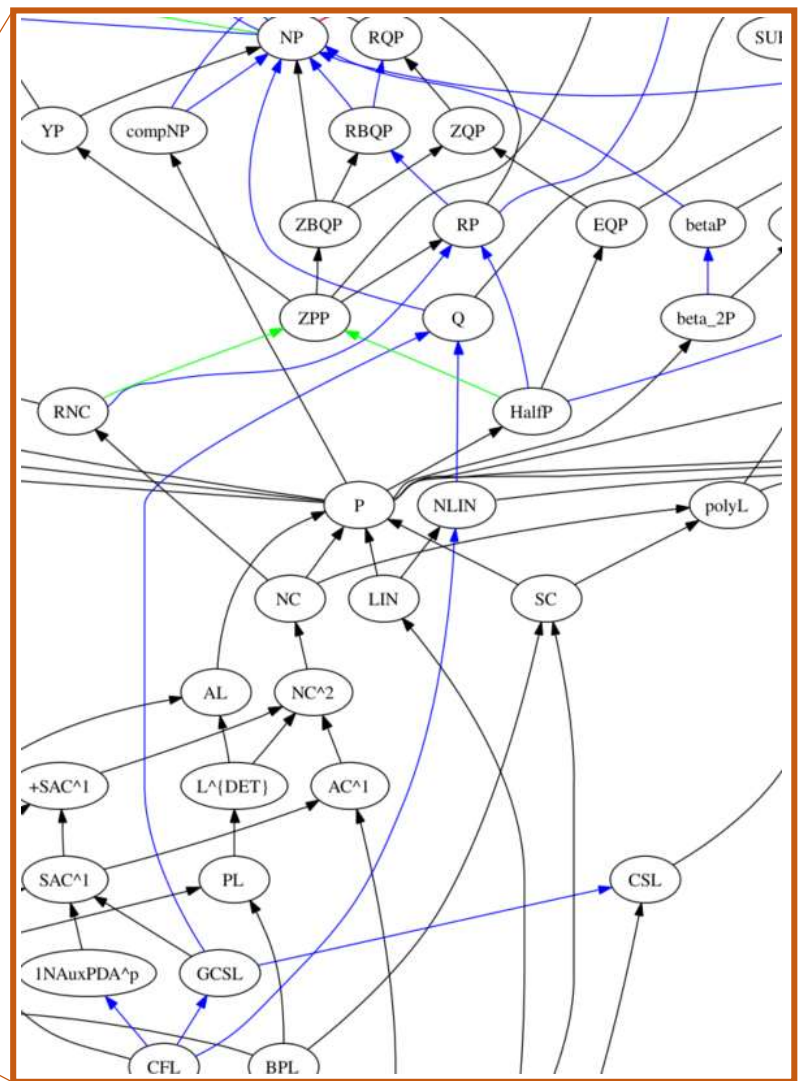 NP RQP SUI
YP compNP RBQP ZQP
ZBQP RP EQP betaP
ZPP Q beta_2P
RNC HalfP
P NLIN polyL
NC LIN SC
AL NC^2
+SAC^1 L^{DET} AC^1
SAC^1 PL CSL
1NAuxPDA^p GCSL
CFL BPL